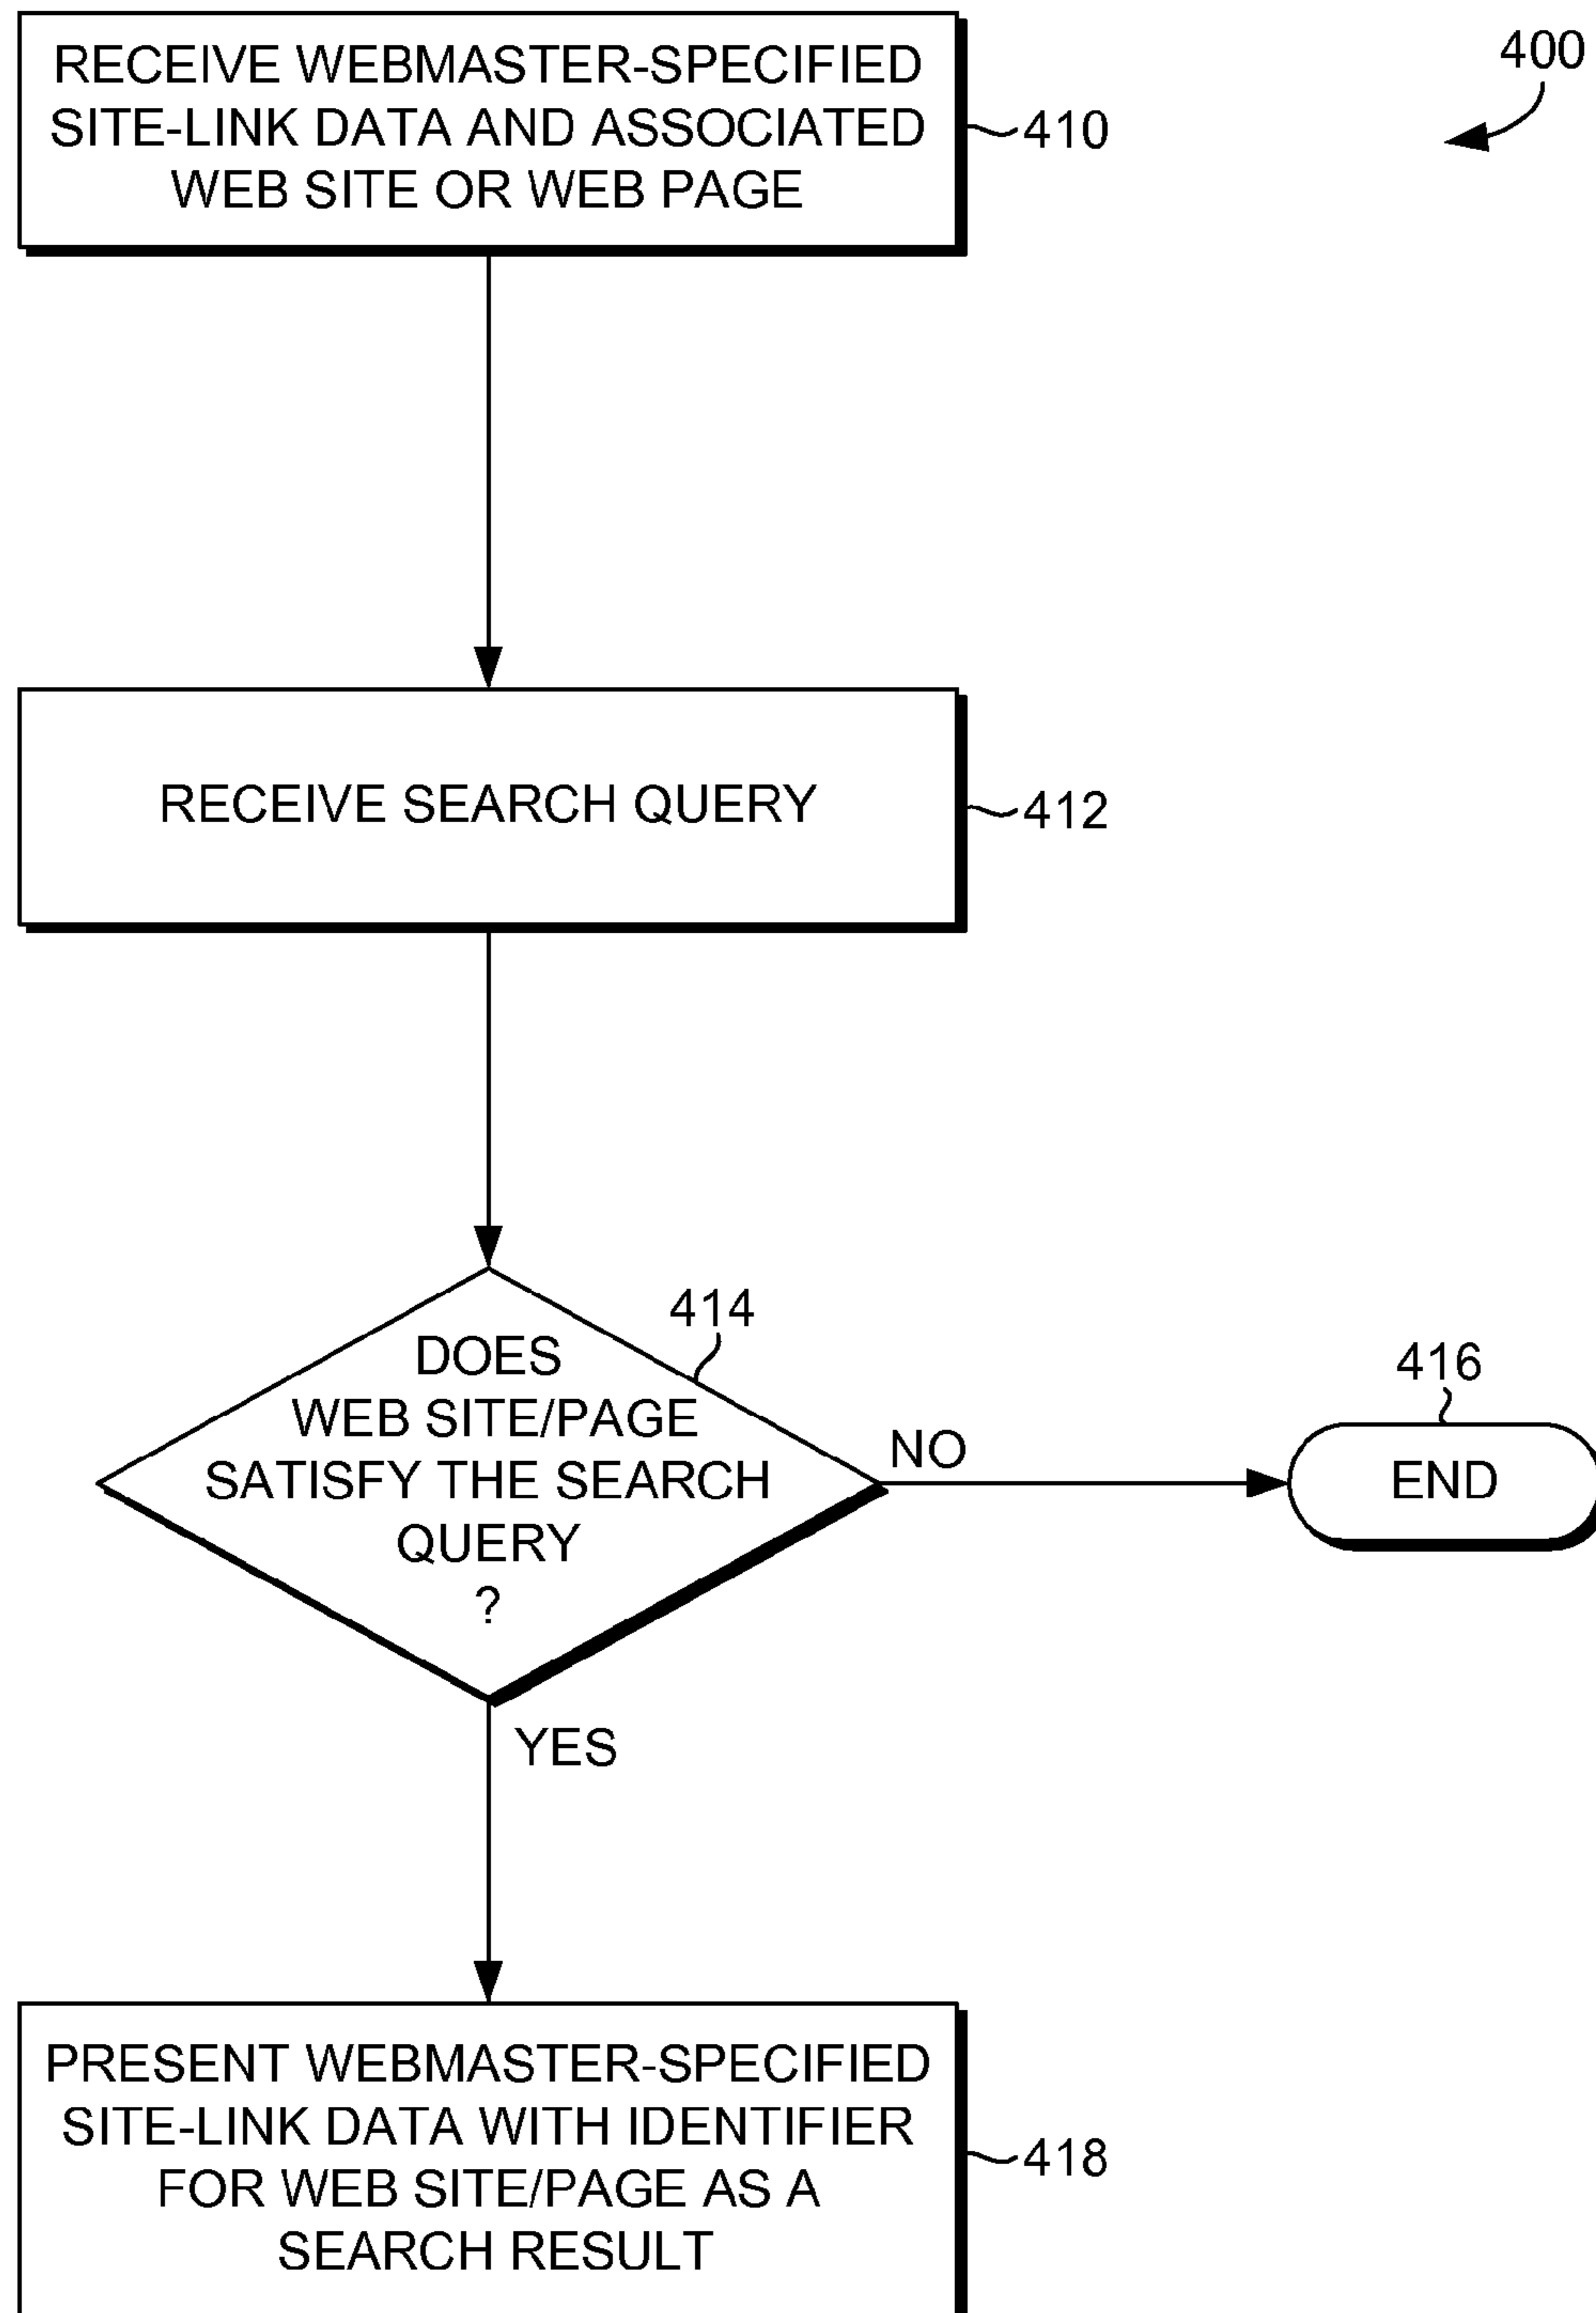 400
RECEIVE WEBMASTER-SPECIFIED
SITE-LINK DATA AND ASSOCIATED
WEB SITE OR WEB PAGE
410
RECEIVE SEARCH QUERY
412
414
DOES
WEB SITE/PAGE
SATISFY THE SEARCH
QUERY
?
NO
416
END
YES
PRESENT WEBMASTER-SPECIFIED
SITE-LINK DATA WITH IDENTIFIER
FOR WEB SITE/PAGE AS A
SEARCH RESULT
418